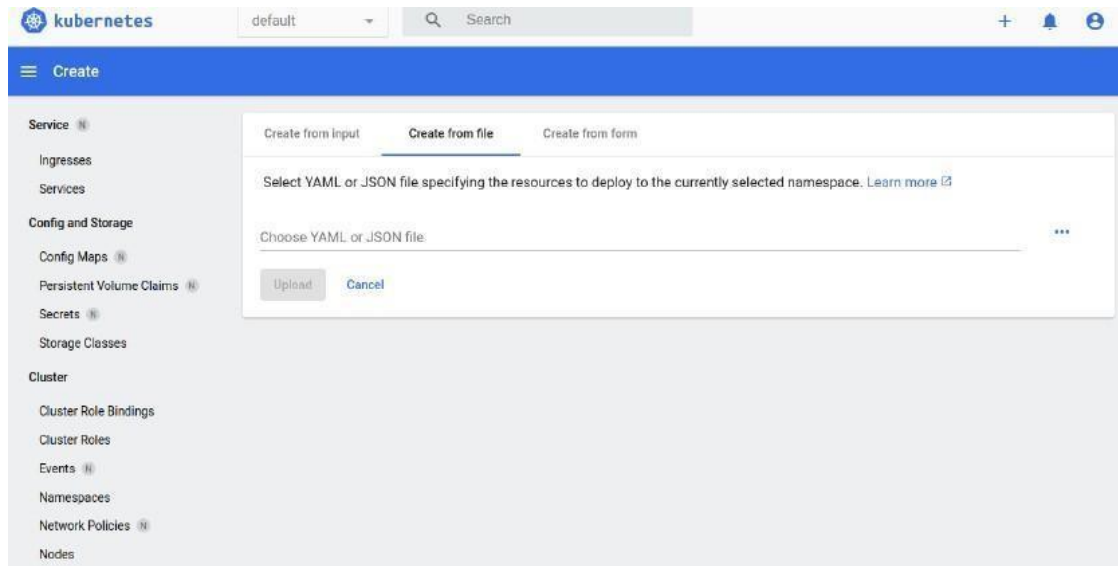 kubernetes
default
Search
Create
Service N
Ingresses
Services
Config and Storage
Config Maps N
Persistent Volume Claims N
Secrets N
Storage Classes
Cluster
Cluster Role Bindings
Cluster Roles
Events N
Namespaces
Network Policies N
Nodes
Create from input
Create from file
Create from form
Select YAML or JSON file specifying the resources to deploy to the currently selected namespace. Learn more
Choose YAML or JSON file
Upload
Cancel